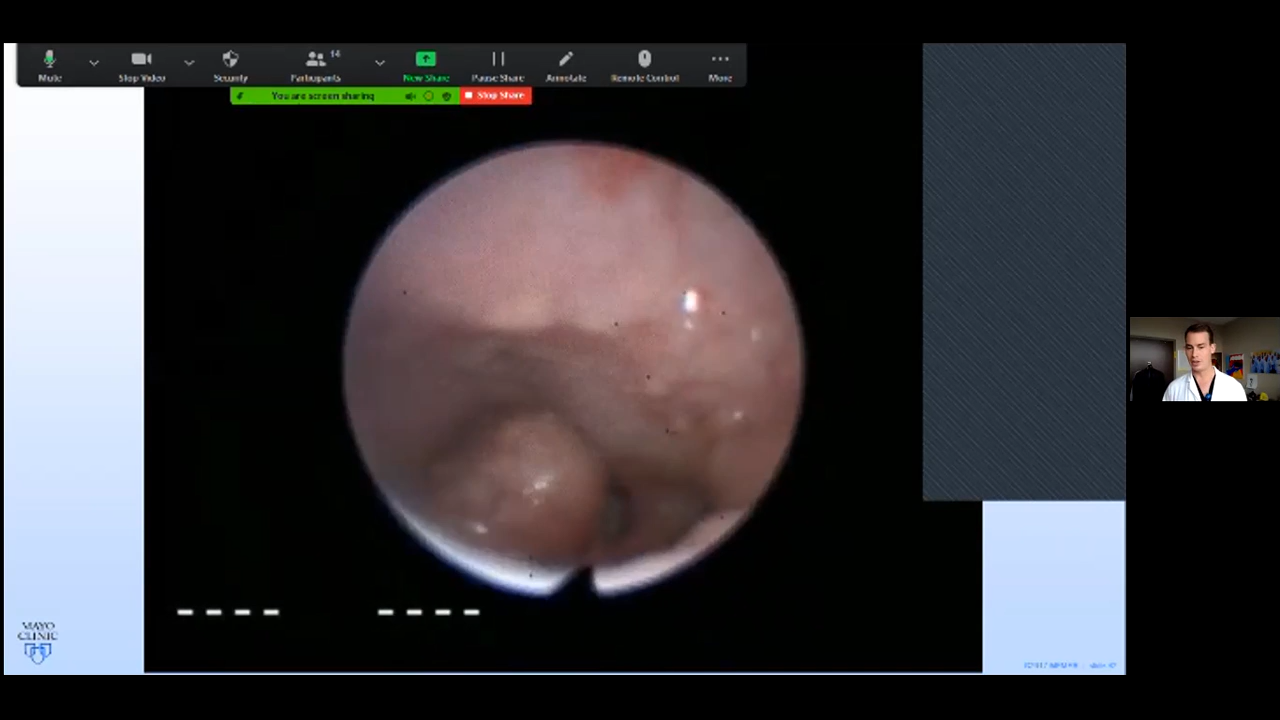 14
Mute Stop Video Security Participants New Share Pause Share Annotate Remote Control More
You are screen sharing Stop Share
MAYO
CLINIC